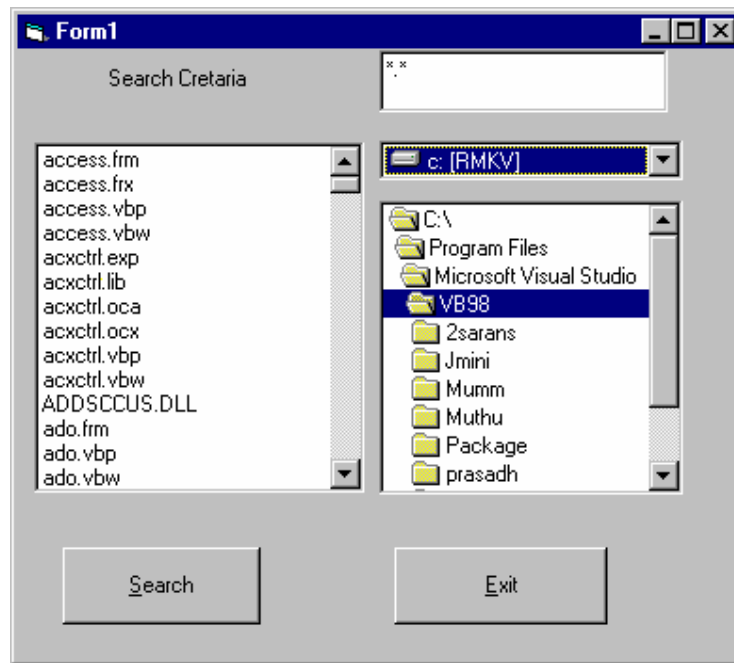 Form1
Search Cretaria
*.*
access.frm
access.frx
access.vbp
access.vbw
acxctrl.exp
acxctrl.lib
acxctrl.oca
acxctrl.ocx
acxctrl.vbp
acxctrl.vbw
ADDSCCUS.DLL
ado.frm
ado.vbp
ado.vbw
c: [RMKV]
C:\
Program Files
Microsoft Visual Studio
VB98
2sarans
Jmini
Mumm
Muthu
Package
prasadh
Search
Exit